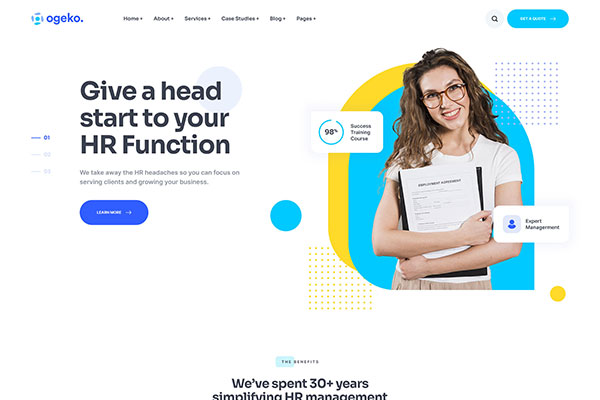 ogeko.
Home + About + Services + Case Studies + Blog + Pages +
GET A QUOTE
Give a head
start to your
HR Function
01
02
03
We take away the HR headaches so you can focus on
serving clients and growing your business.
LEARN MORE
98%
Success
Training
Course
EMPLOYMENT AGREEMENT
Expert
Management
THE BENEFITS
We've spent 30+ years
simplifying HR management